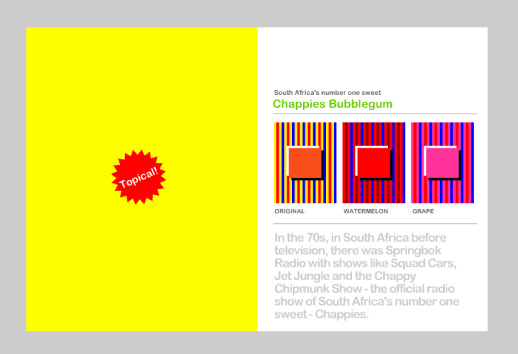 Topical!
South Africa's number one sweet
Chappies Bubblegum
ORIGINAL
WATERMELON
GRAPE
In the 70s, in South Africa before
television, there was Springbok
Radio with shows like Squad Cars,
Jet Jungle and the Chappy
Chipmunk Show - the official radio
show of South Africa's number one
sweet - Chappies.